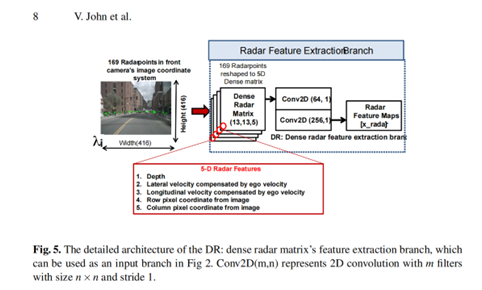 8 V. John et al.
Radar Feature ExtractionBranch
169 Radarpoints in front
camera's image coordinate
system
Height (416)
Width(416)
169 Radarpoints
reshaped to 5D
Dense matrix
Dense
Radar
Matrix
(13,13,5)
Conv2D (64, 1)
Conv2D (256,1)
Radar
Feature Maps
[x_rada]
DR: Dense radar feature extraction bran
5-D Radar Features
1. Depth
2. Lateral velocity compensated by ego velocity
3. Longitudinal velocity compensated by ego velocity
4. Row pixel coordinate from image
5. Column pixel coordinate from image
Fig. 5. The detailed architecture of the DR: dense radar matrix's feature extraction branch, which
can be used as an input branch in Fig 2. Conv2D(m,n) represents 2D convolution with m filters
with size n × n and stride 1.